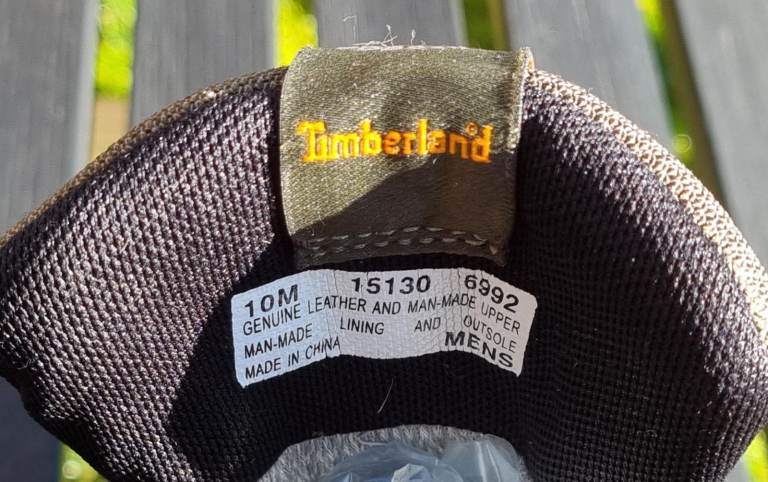 Timberland
10M 15130 6992
GENUINE LEATHER AND MAN-MADE UPPER
MAN-MADE LINING AND OUTSOLE
MADE IN CHINA MENS